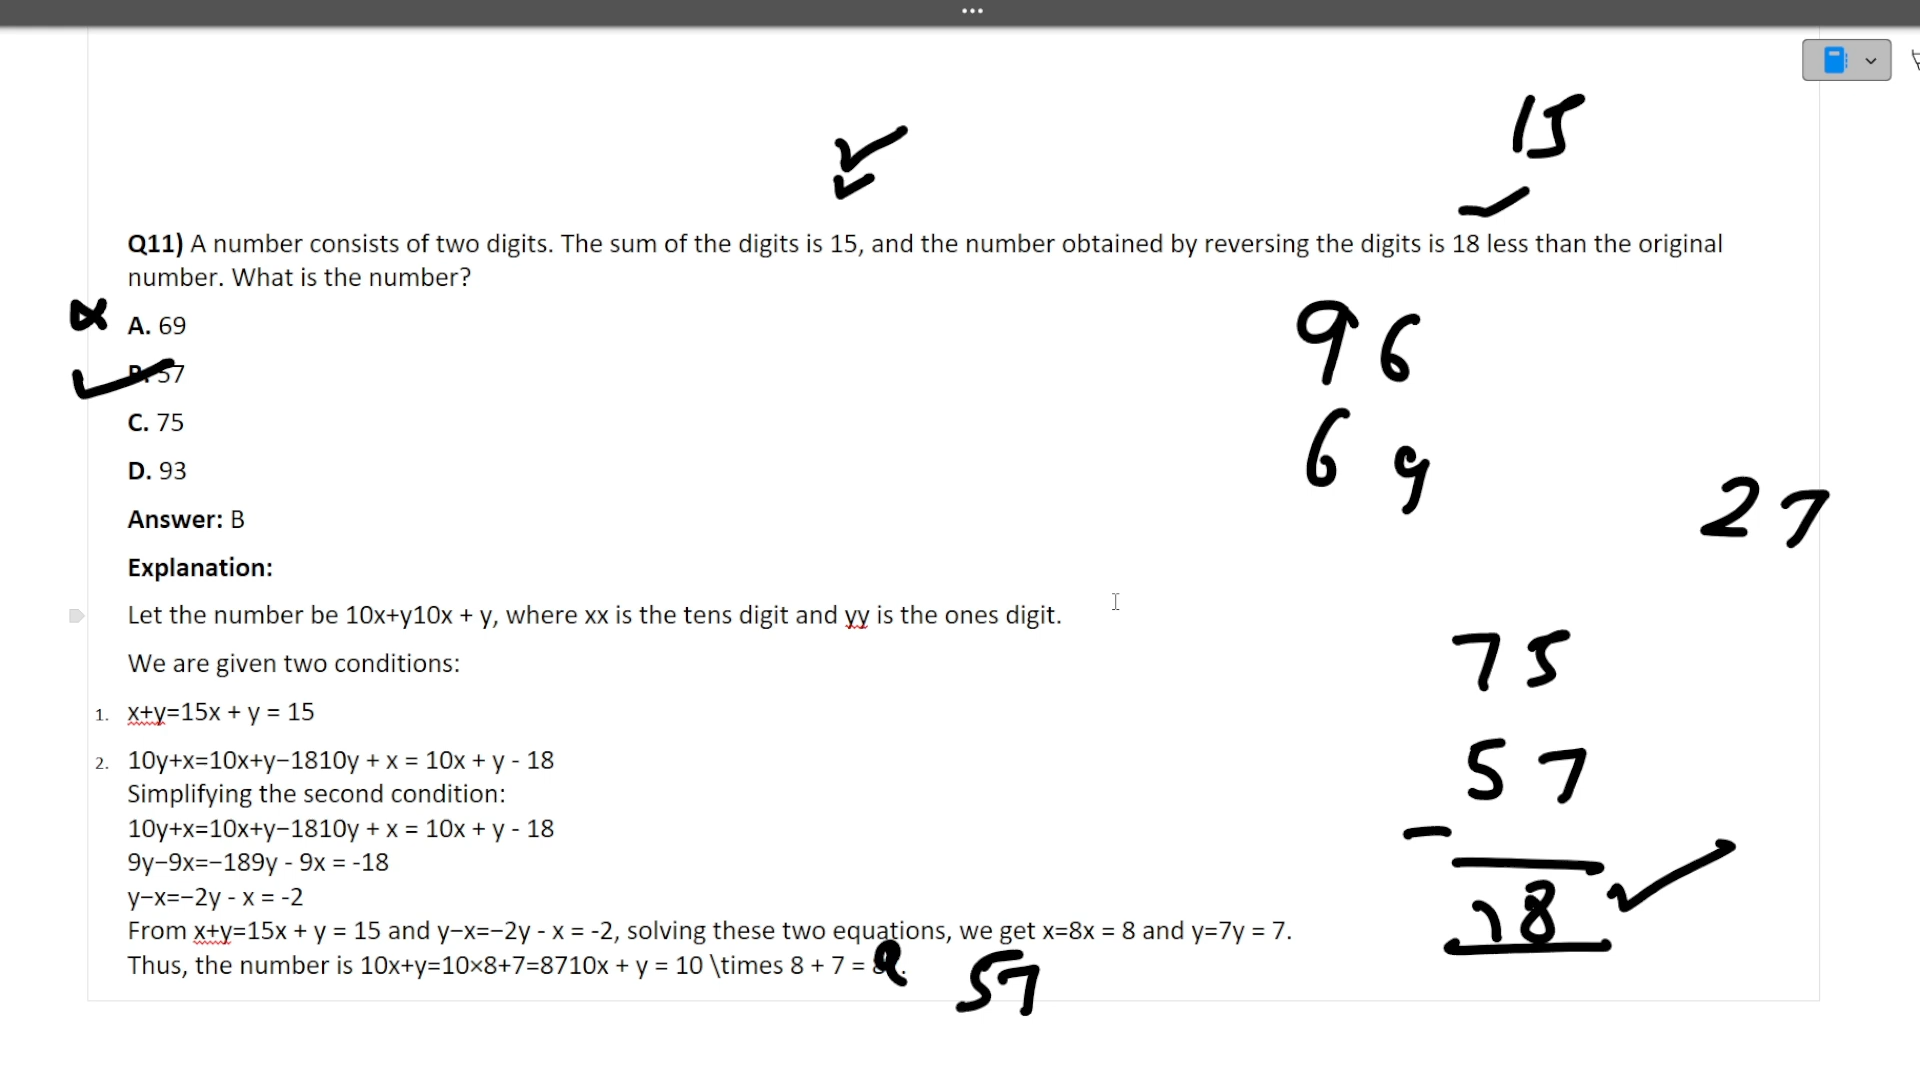 15
Q11) A number consists of two digits. The sum of the digits is 15, and the number obtained by reversing the digits is 18 less than the original
number. What is the number?
A. 69
B. 57
C. 75
D. 93
Answer: B
Explanation:
Let the number be 10x+y10x + y, where xx is the tens digit and yy is the ones digit.
We are given two conditions:
1. x+y=15x + y = 15
2. 10y+x=10x+y−1810y + x = 10x + y - 18
Simplifying the second condition:
10y+x=10x+y−1810y + x = 10x + y - 18
9y−9x=−189y - 9x = -18
y−x=−2y - x = -2
From x+y=15x + y = 15 and y−x=−2y - x = -2, solving these two equations, we get x=8x = 8 and y=7y = 7.
Thus, the number is 10x+y=10×8+7=8710x + y = 10 \times 8 + 7 =
57
96
69
27
75
57
−
18